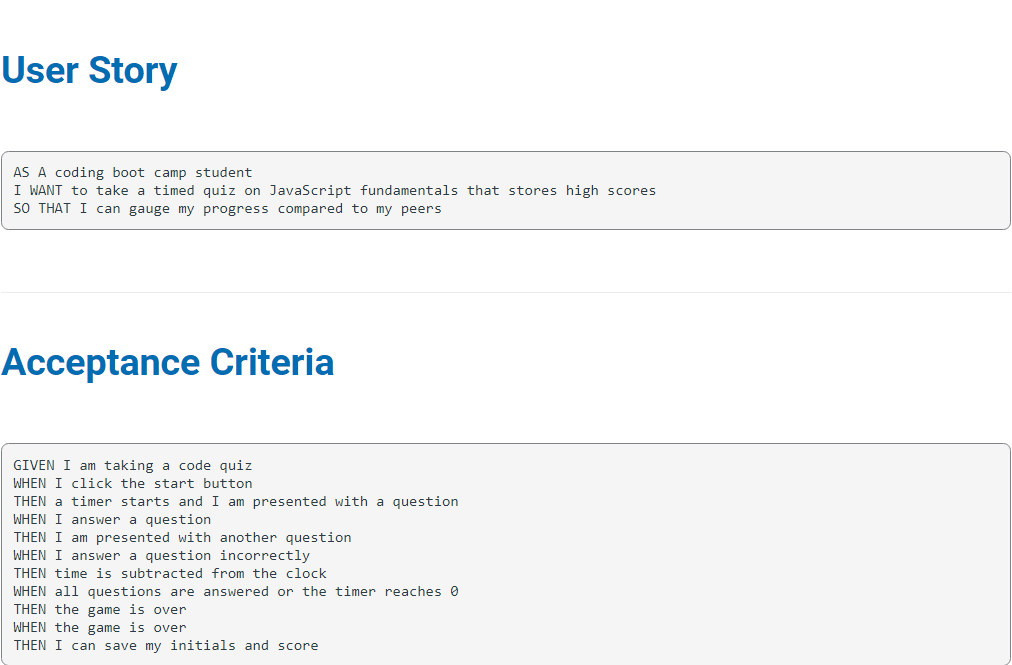 User Story
AS A coding boot camp student
I WANT to take a timed quiz on JavaScript fundamentals that stores high scores
SO THAT I can gauge my progress compared to my peers
Acceptance Criteria
GIVEN I am taking a code quiz
WHEN I click the start button
THEN a timer starts and I am presented with a question
WHEN I answer a question
THEN I am presented with another question
WHEN I answer a question incorrectly
THEN time is subtracted from the clock
WHEN all questions are answered or the timer reaches 0
THEN the game is over
WHEN the game is over
THEN I can save my initials and score